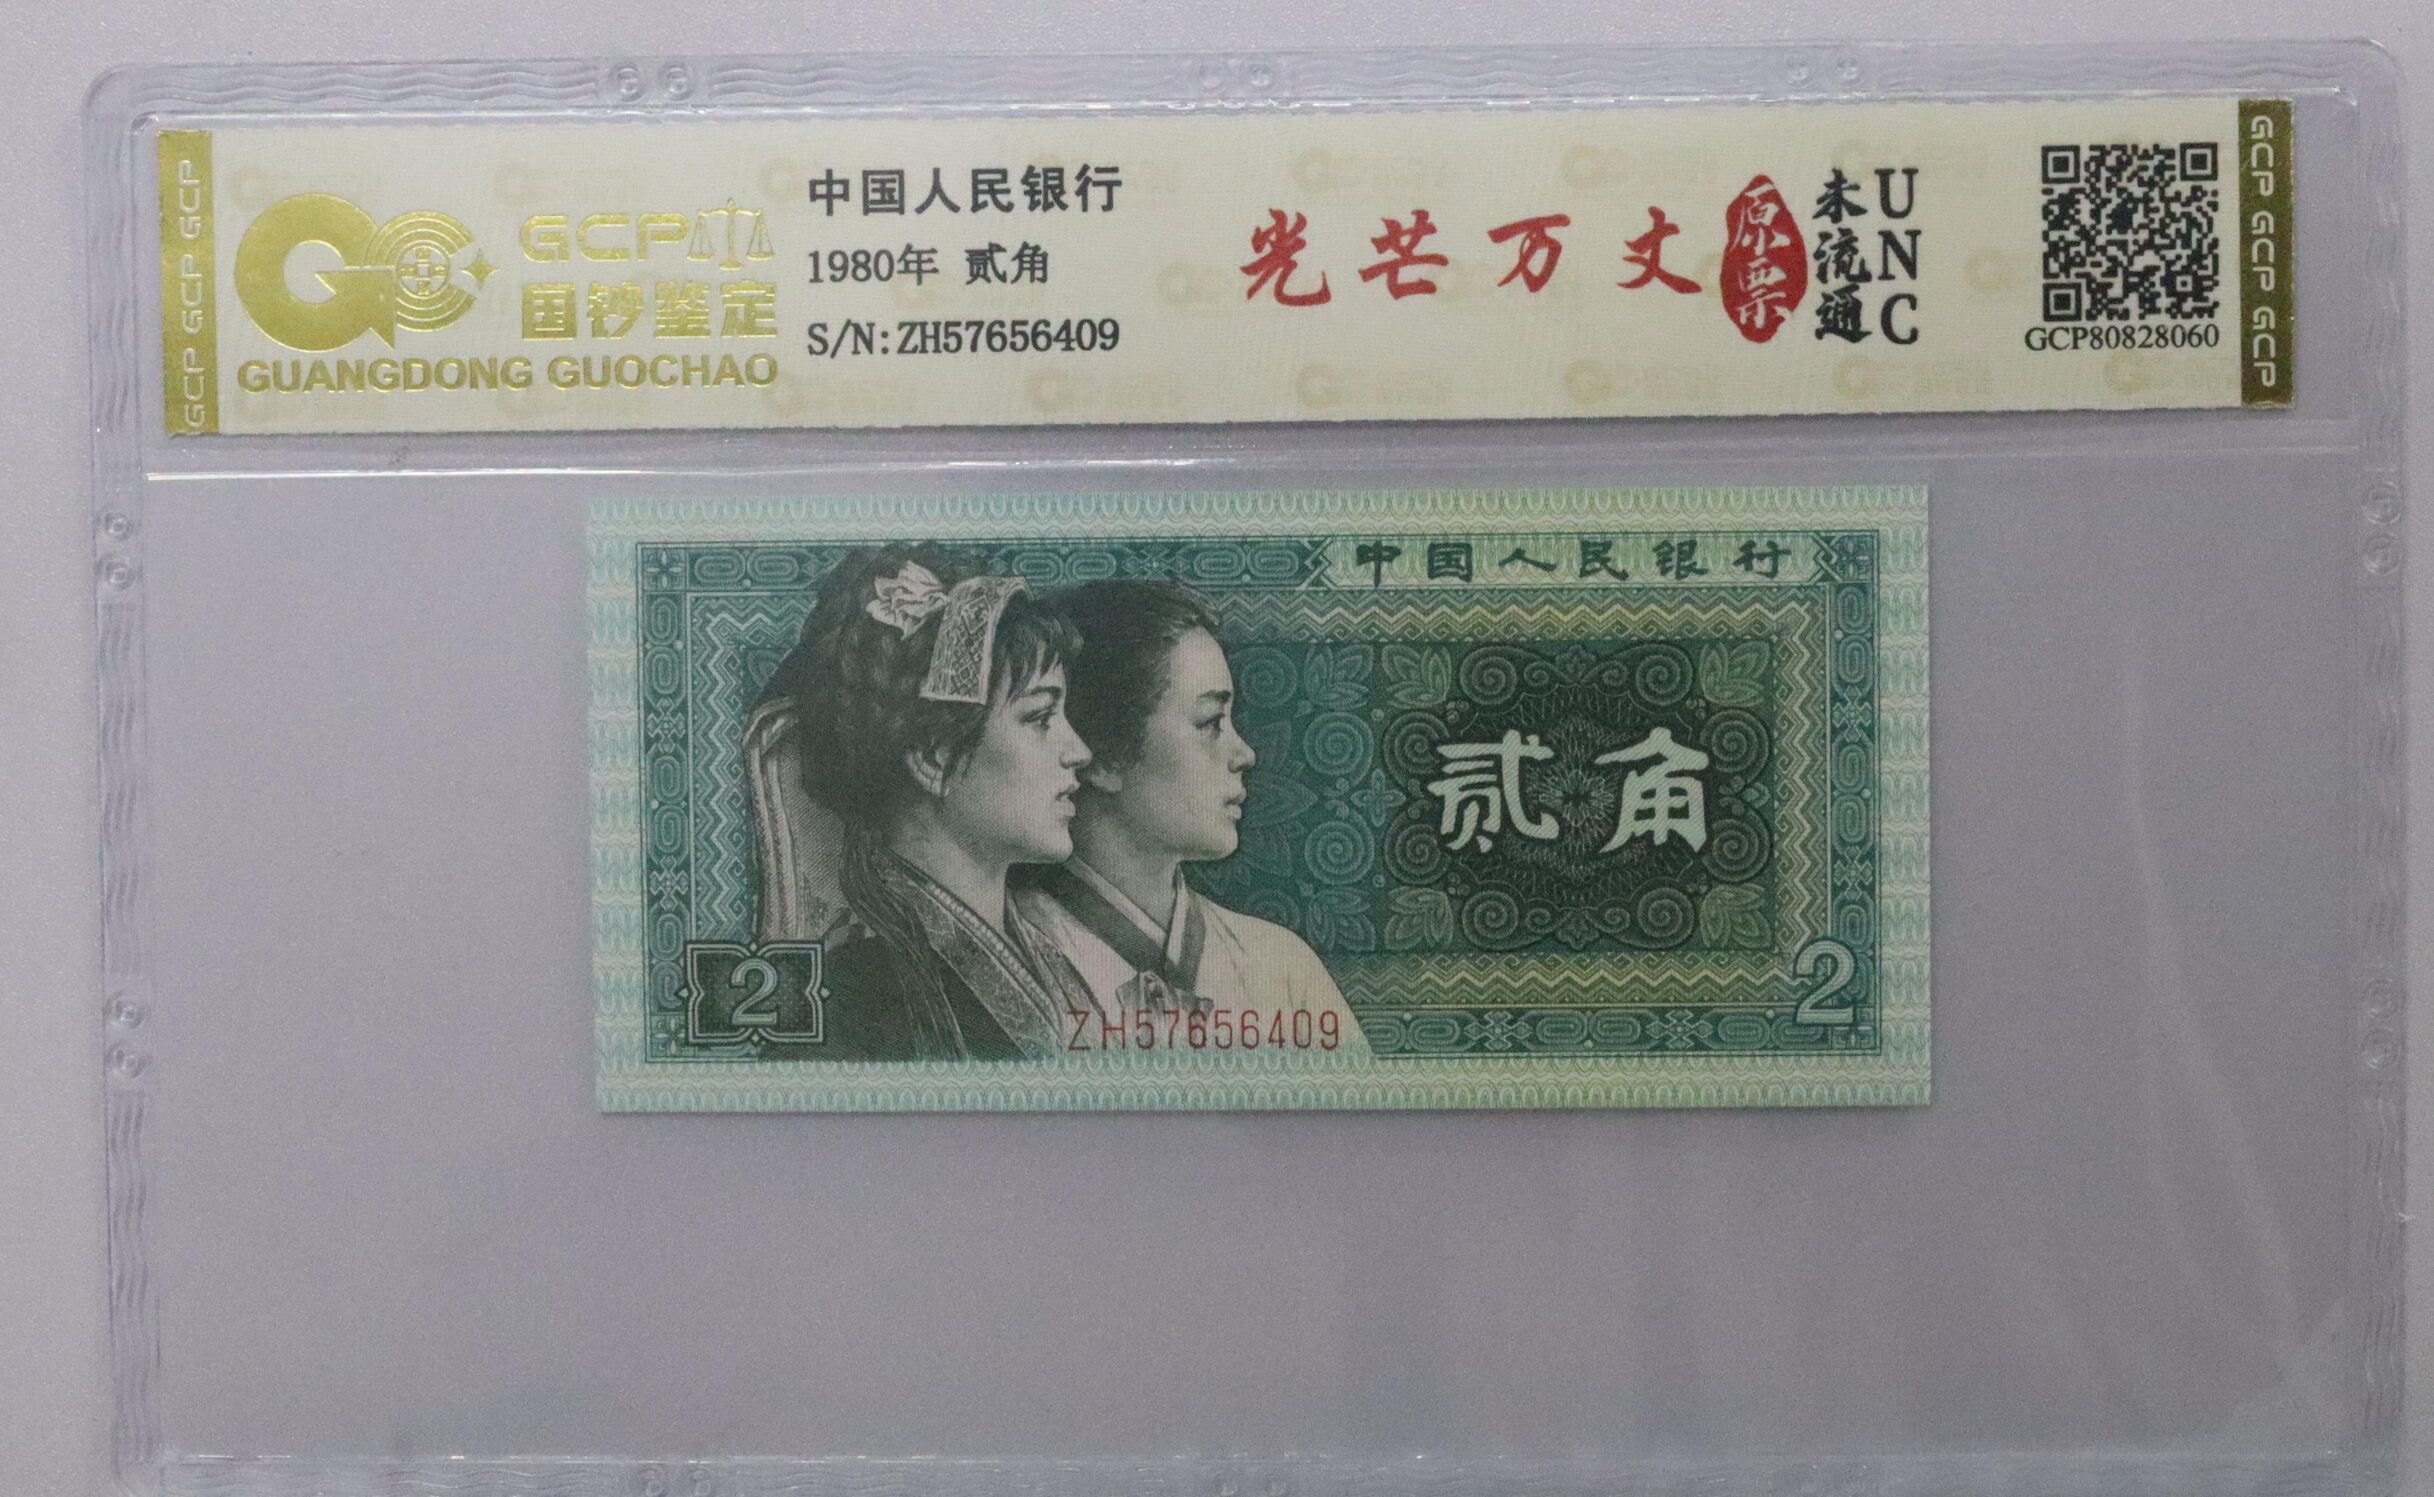 GCP GCP GCP
GCP
国钞鉴定
GUANGDONG GUOCHAO
中国人民银行
1980年 贰角
S/N:ZH57656409
光芒万丈
原票
未流通
UNC
GCP80828060
GCP GCP GCP
中国人民银行
贰角
2
2
ZH57656409